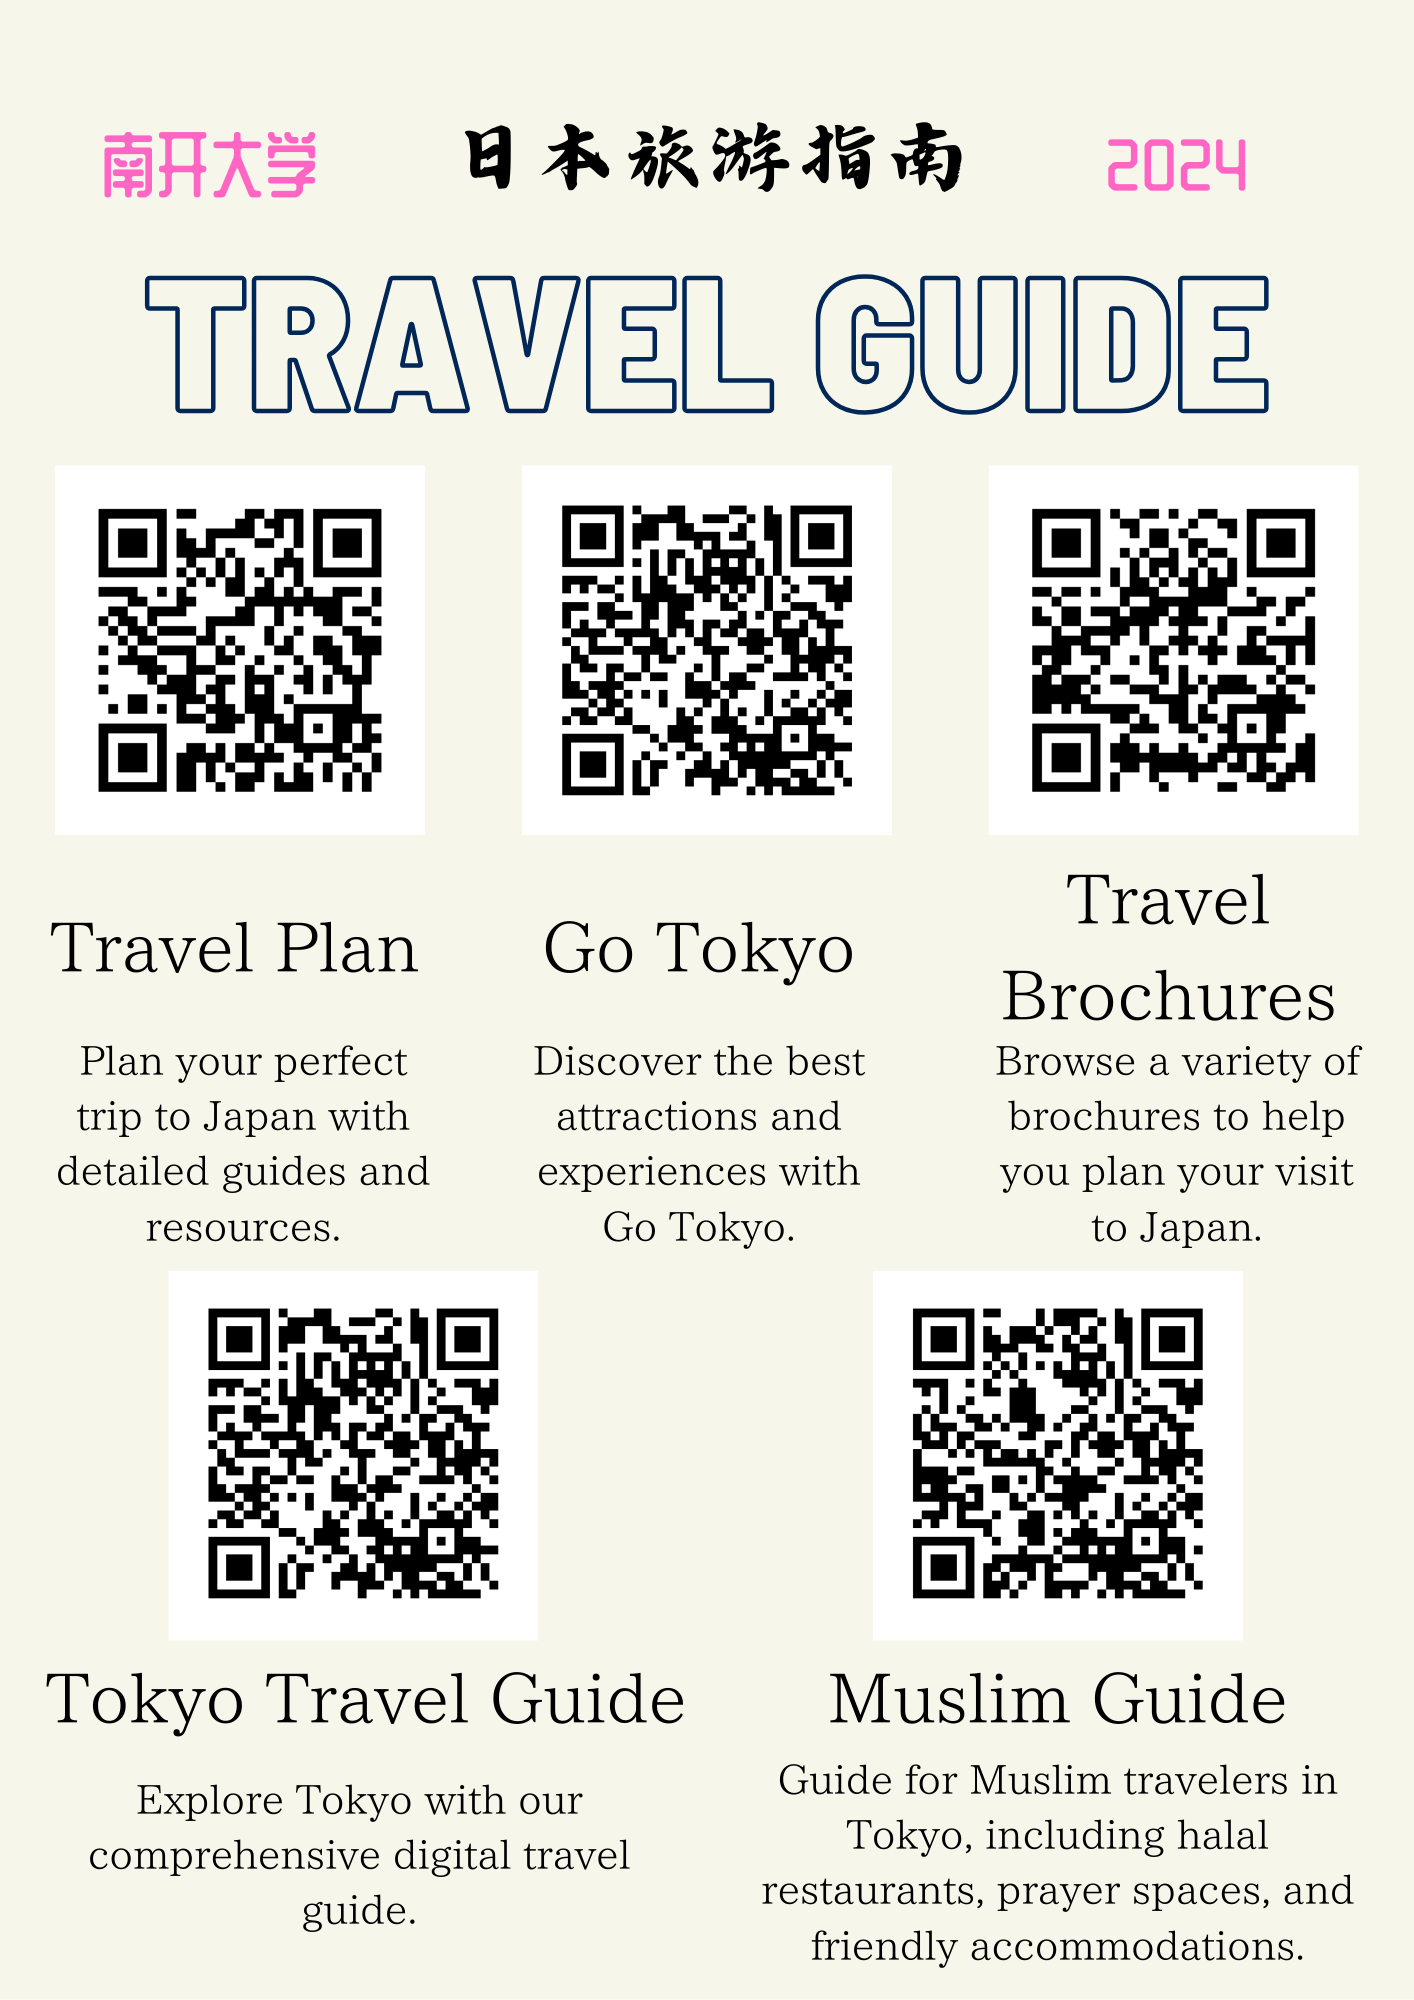 南开大学
日本旅游指南
2024
TRAVEL GUIDE
Travel Plan
Plan your perfect
trip to Japan with
detailed guides and
resources.
Go Tokyo
Discover the best
attractions and
experiences with
Go Tokyo.
Travel
Brochures
Browse a variety of
brochures to help
you plan your visit
to Japan.
Tokyo Travel Guide
Explore Tokyo with our
comprehensive digital travel
guide.
Muslim Guide
Guide for Muslim travelers in
Tokyo, including halal
restaurants, prayer spaces, and
friendly accommodations.